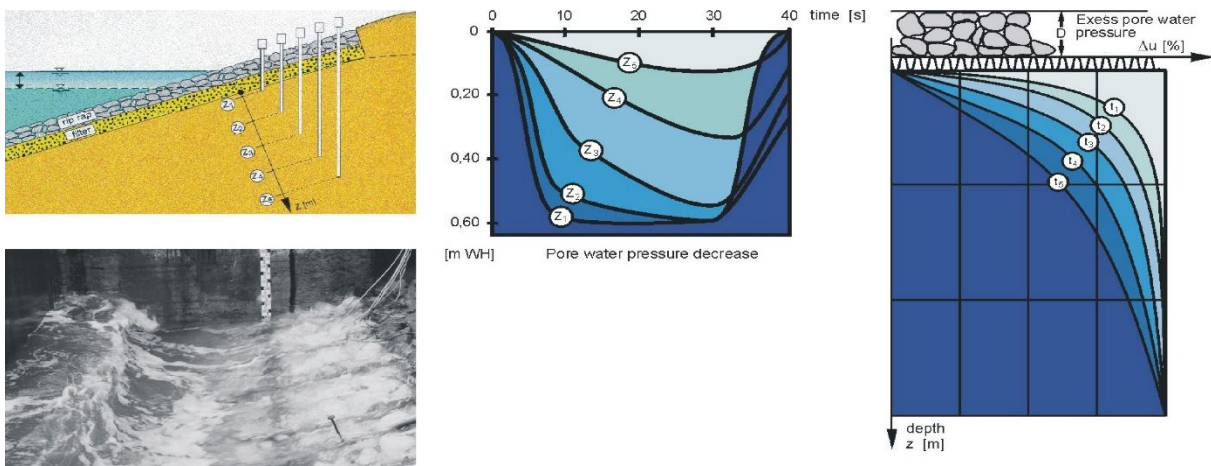 rip rap
filter
Z1
Z2
Z3
Z4
Z5
Z [m]
0 10 20 30 40 time [s]
0
0,20
0,40
0,60
Z5
Z4
Z3
Z2
Z1
[m WH] Pore water pressure decrease
D
Exess pore water
pressure
Δu [%]
t1
t2
t3
t4
t5
depth
z [m]